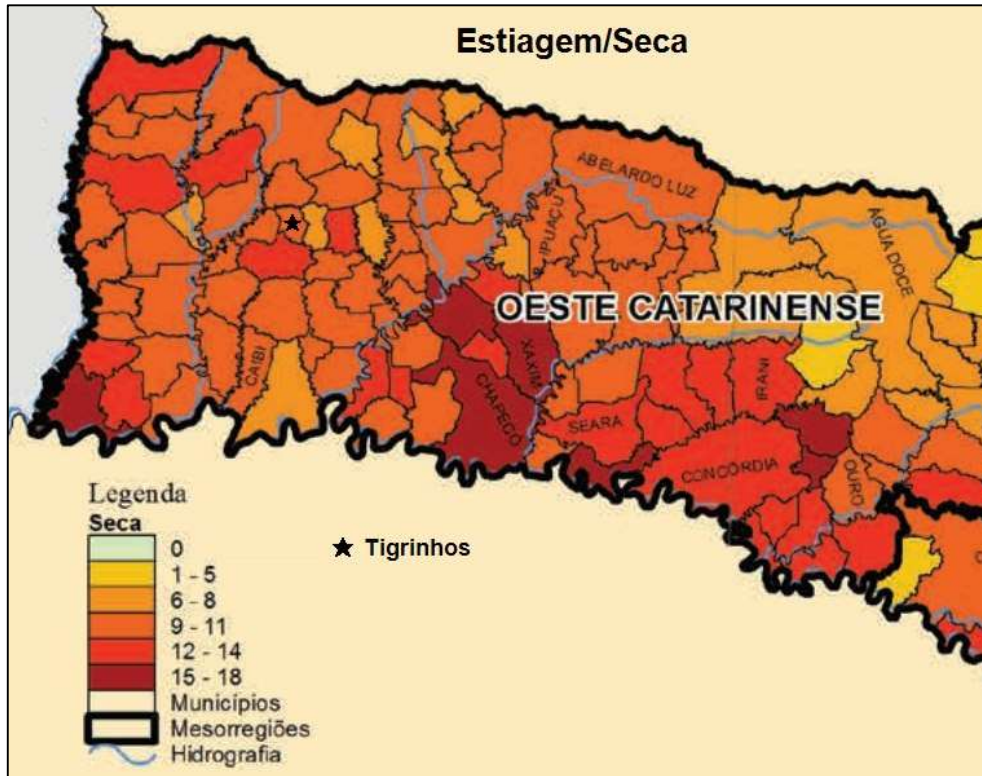 Estiagem/Seca
ABELARDO LUZ
IPUAÇU
ÁGUA DOCE
OESTE CATARINENSE
CAIBI
XAXIM
CHAPECÓ
IRANI
SEARA
CONCÓRDIA
OURO
Legenda
Seca
0
1 - 5
6 - 8
9 - 11
12 - 14
15 - 18
Municípios
Mesorregiões
Hidrografia
Tigrinhos